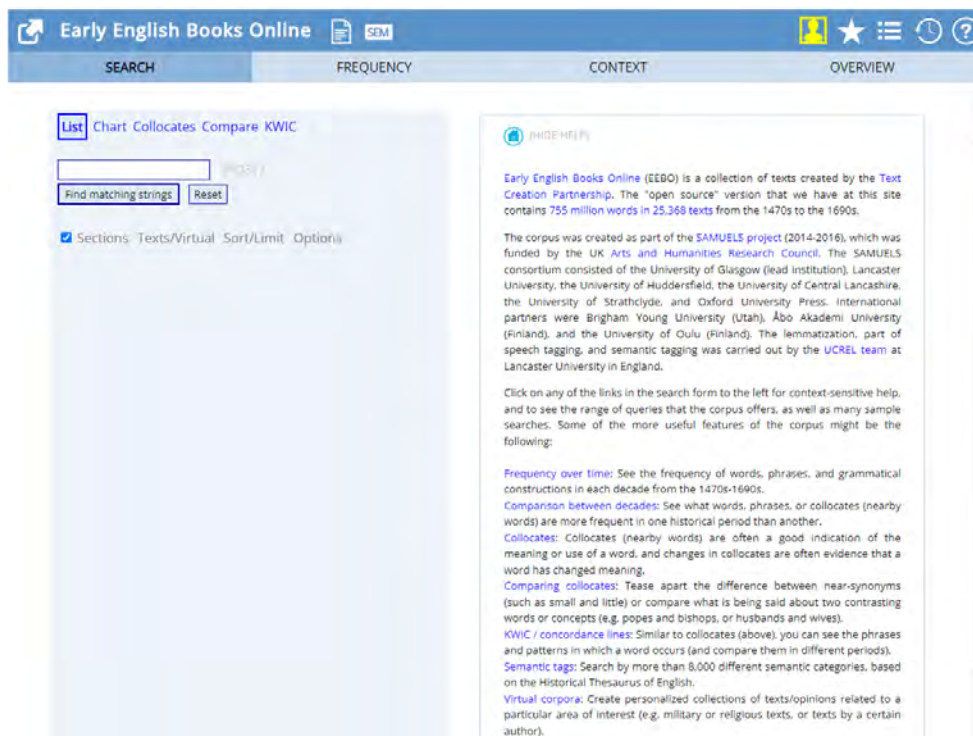 Early English Books Online SEM
SEARCH FREQUENCY CONTEXT OVERVIEW
List Chart Collocates Compare KWIC
[POS]
Find matching strings Reset
Sections Texts/Virtual Sort/Limit Options
[HIDE HELP]
Early English Books Online (EEBO) is a collection of texts created by the Text
Creation Partnership. The "open source" version that we have at this site
contains 755 million words in 25,368 texts from the 1470s to the 1690s.
The corpus was created as part of the SAMUELS project (2014-2016), which was
funded by the UK Arts and Humanities Research Council. The SAMUELS
consortium consisted of the University of Glasgow (lead institution), Lancaster
University, the University of Huddersfield, the University of Central Lancashire,
the University of Strathclyde, and Oxford University Press. International
partners were Brigham Young University (Utah), Åbo Akademi University
(Finland), and the University of Oulu (Finland). The lemmatization, part of
speech tagging, and semantic tagging was carried out by the UCREL team at
Lancaster University in England.
Click on any of the links in the search form to the left for context-sensitive help,
and to see the range of queries that the corpus offers, as well as many sample
searches. Some of the more useful features of the corpus might be the
following:
Frequency over time: See the frequency of words, phrases, and grammatical
constructions in each decade from the 1470s-1690s.
Comparison between decades: See what words, phrases, or collocates (nearby
words) are more frequent in one historical period than another.
Collocates: Collocates (nearby words) are often a good indication of the
meaning or use of a word, and changes in collocates are often evidence that a
word has changed meaning.
Comparing collocates: Tease apart the difference between near-synonyms
(such as small and little) or compare what is being said about two contrasting
words or concepts (e.g. popes and bishops, or husbands and wives).
KWIC / concordance lines: Similar to collocates (above), you can see the phrases
and patterns in which a word occurs (and compare them in different periods).
Semantic tags: Search by more than 8,000 different semantic categories, based
on the Historical Thesaurus of English.
Virtual corpora: Create personalized collections of texts/opinions related to a
particular area of interest (e.g. military or religious texts, or texts by a certain
author).